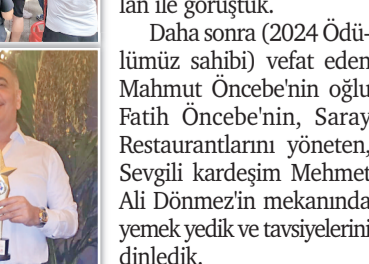 lan ile görüştük.
Daha sonra (2024 Ödü-
lümüz sahibi) vefat eden
Mahmut Öncebe'nin oğlu
Fatih Öncebe'nin, Saray
Restaurantlarını yöneten,
Sevgili kardeşim Mehmet
Ali Dönmez'in mekanında
yemek yedik ve tavsiyelerini
dinledik.